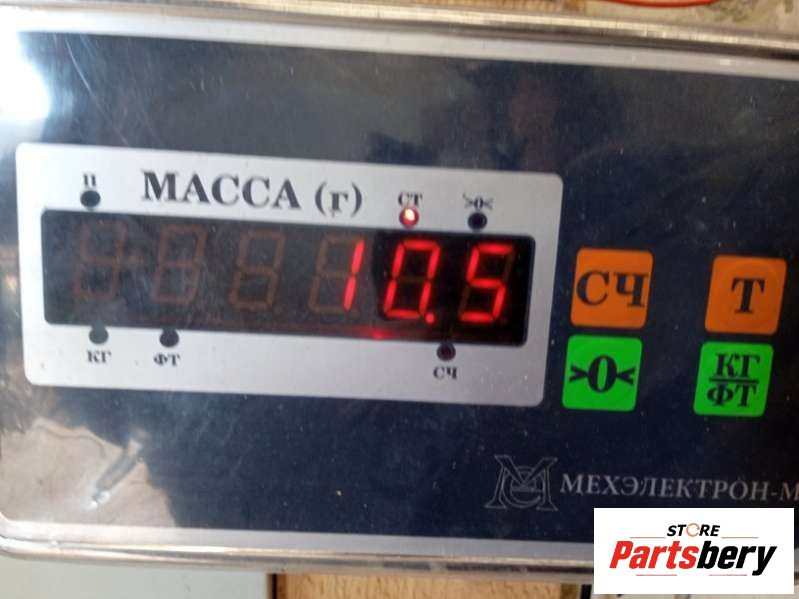 П
МАССА (г)
СТ
>0<
10.5
КГ
ФТ
СЧ
СЧ
Т
>0<
КГ
ФТ
МЕХЭЛЕКТРОН-М
STORE
Partsbery